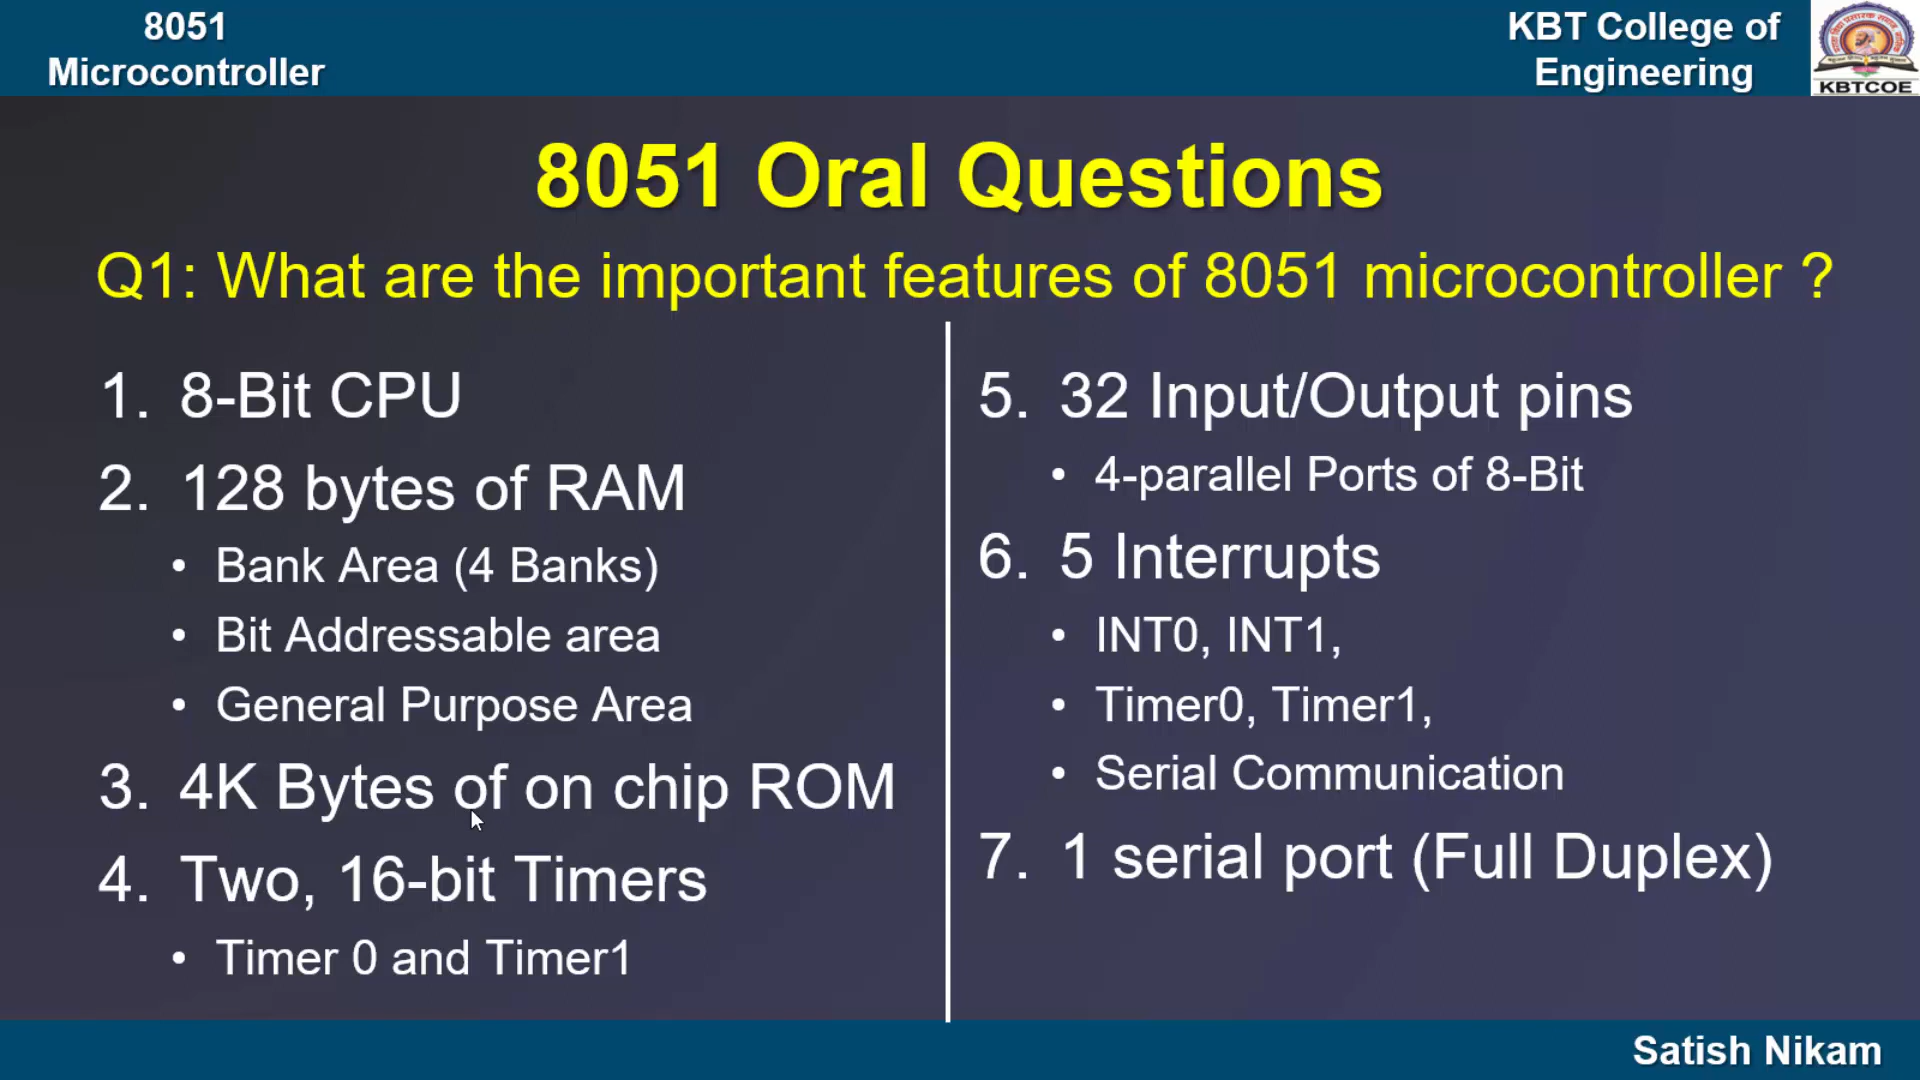 8051
Microcontroller
KBT College of
Engineering
KBTCOE
8051 Oral Questions
Q1: What are the important features of 8051 microcontroller ?
1. 8-Bit CPU
2. 128 bytes of RAM
• Bank Area (4 Banks)
• Bit Addressable area
• General Purpose Area
3. 4K Bytes of on chip ROM
4. Two, 16-bit Timers
• Timer 0 and Timer1
5. 32 Input/Output pins
• 4-parallel Ports of 8-Bit
6. 5 Interrupts
• INT0, INT1,
• Timer0, Timer1,
• Serial Communication
7. 1 serial port (Full Duplex)
Satish Nikam